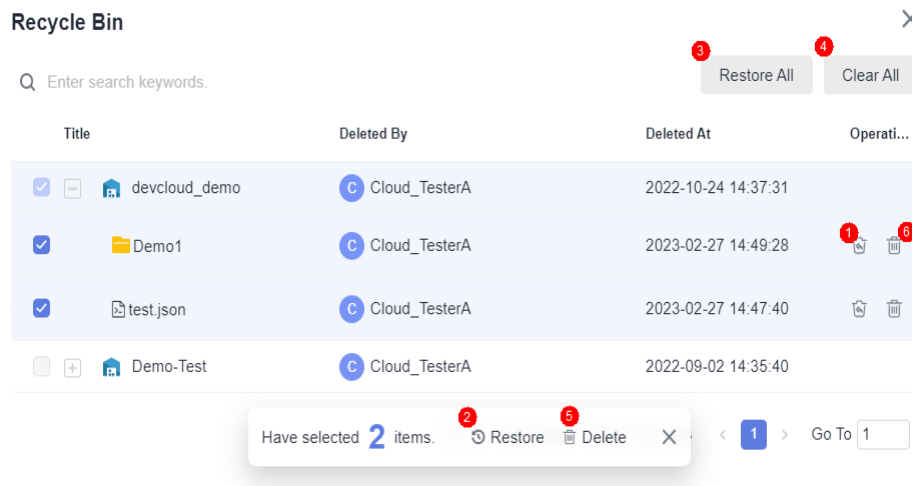 Recycle Bin
3
4
Enter search keywords.
Restore All
Clear All
Title
Deleted By
Deleted At
Operati...
devcloud_demo
C
Cloud_TesterA
2022-10-24 14:37:31
1
6
Demo1
C
Cloud_TesterA
2023-02-27 14:49:28
test.json
C
Cloud_TesterA
2023-02-27 14:47:40
Demo-Test
C
Cloud_TesterA
2022-09-02 14:35:40
2
5
Have selected 2 items.
Restore
Delete
1
Go To
1